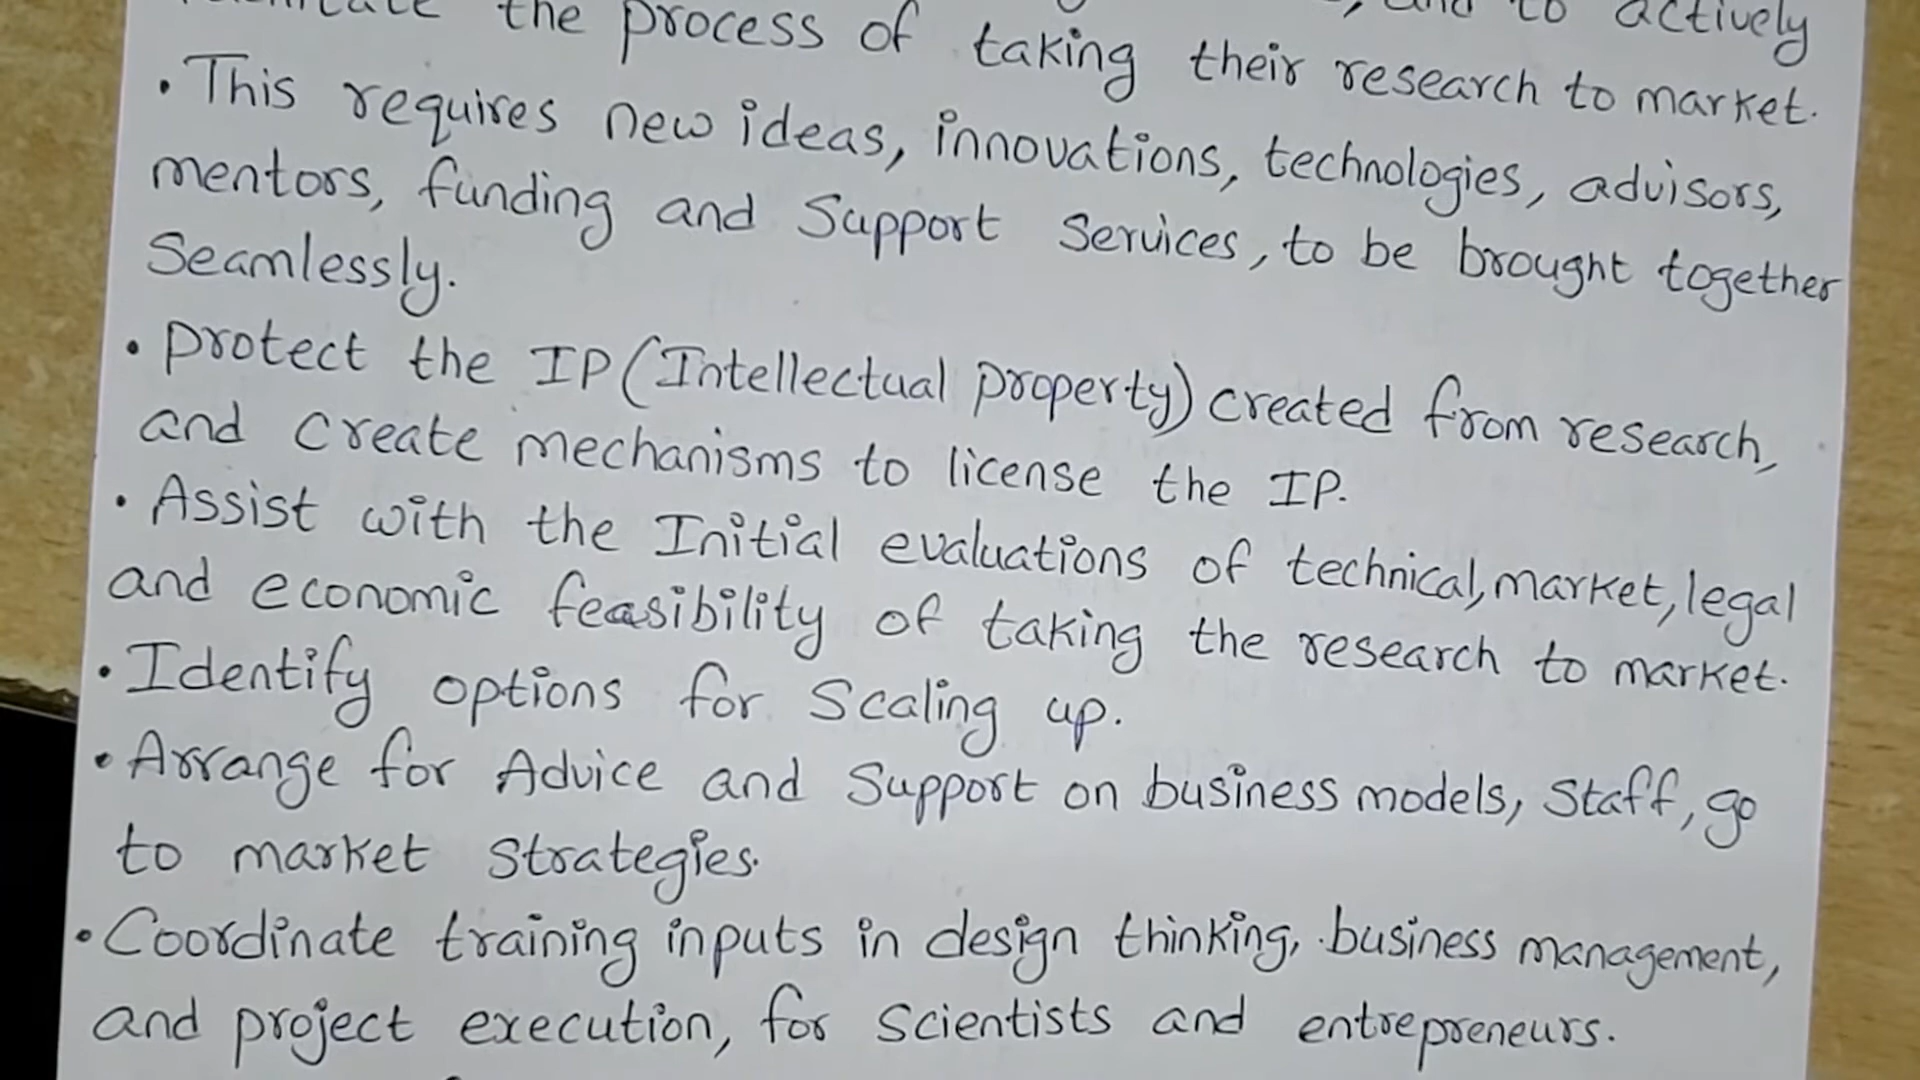 the process of taking their research to market.
and to actively
• This requires new ideas, innovations, technologies, advisors,
mentors, funding and Support Services, to be brought together
Seamlessly.
• Protect the IP (Intellectual property) created from research,
and create mechanisms to license the IP.
• Assist with the Initial evaluations of technical, market, legal
and economic feasibility of taking the research to market.
• Identify options for Scaling up.
• Arrange for Advice and Support on business models, Staff, go
to market Strategies.
• Coordinate training inputs in design thinking, business management,
and project execution, for Scientists and entrepreneurs.